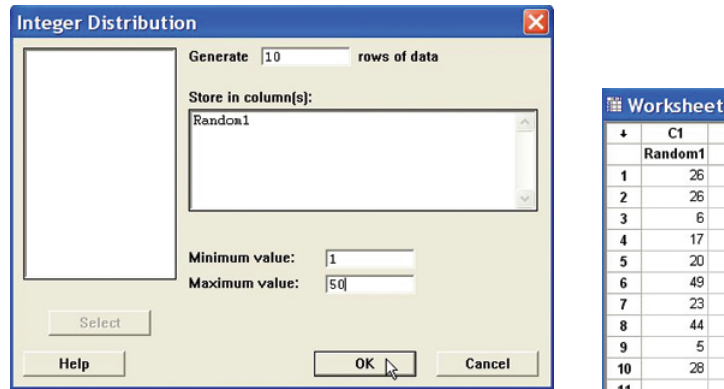 Integer Distribution
Generate 10 rows of data
Store in column(s):
Random1
Minimum value: 1
Maximum value: 50
Select
Help OK Cancel
Worksheet
↓ C1
Random1
1 26
2 26
3 6
4 17
5 20
6 49
7 23
8 44
9 5
10 28
11